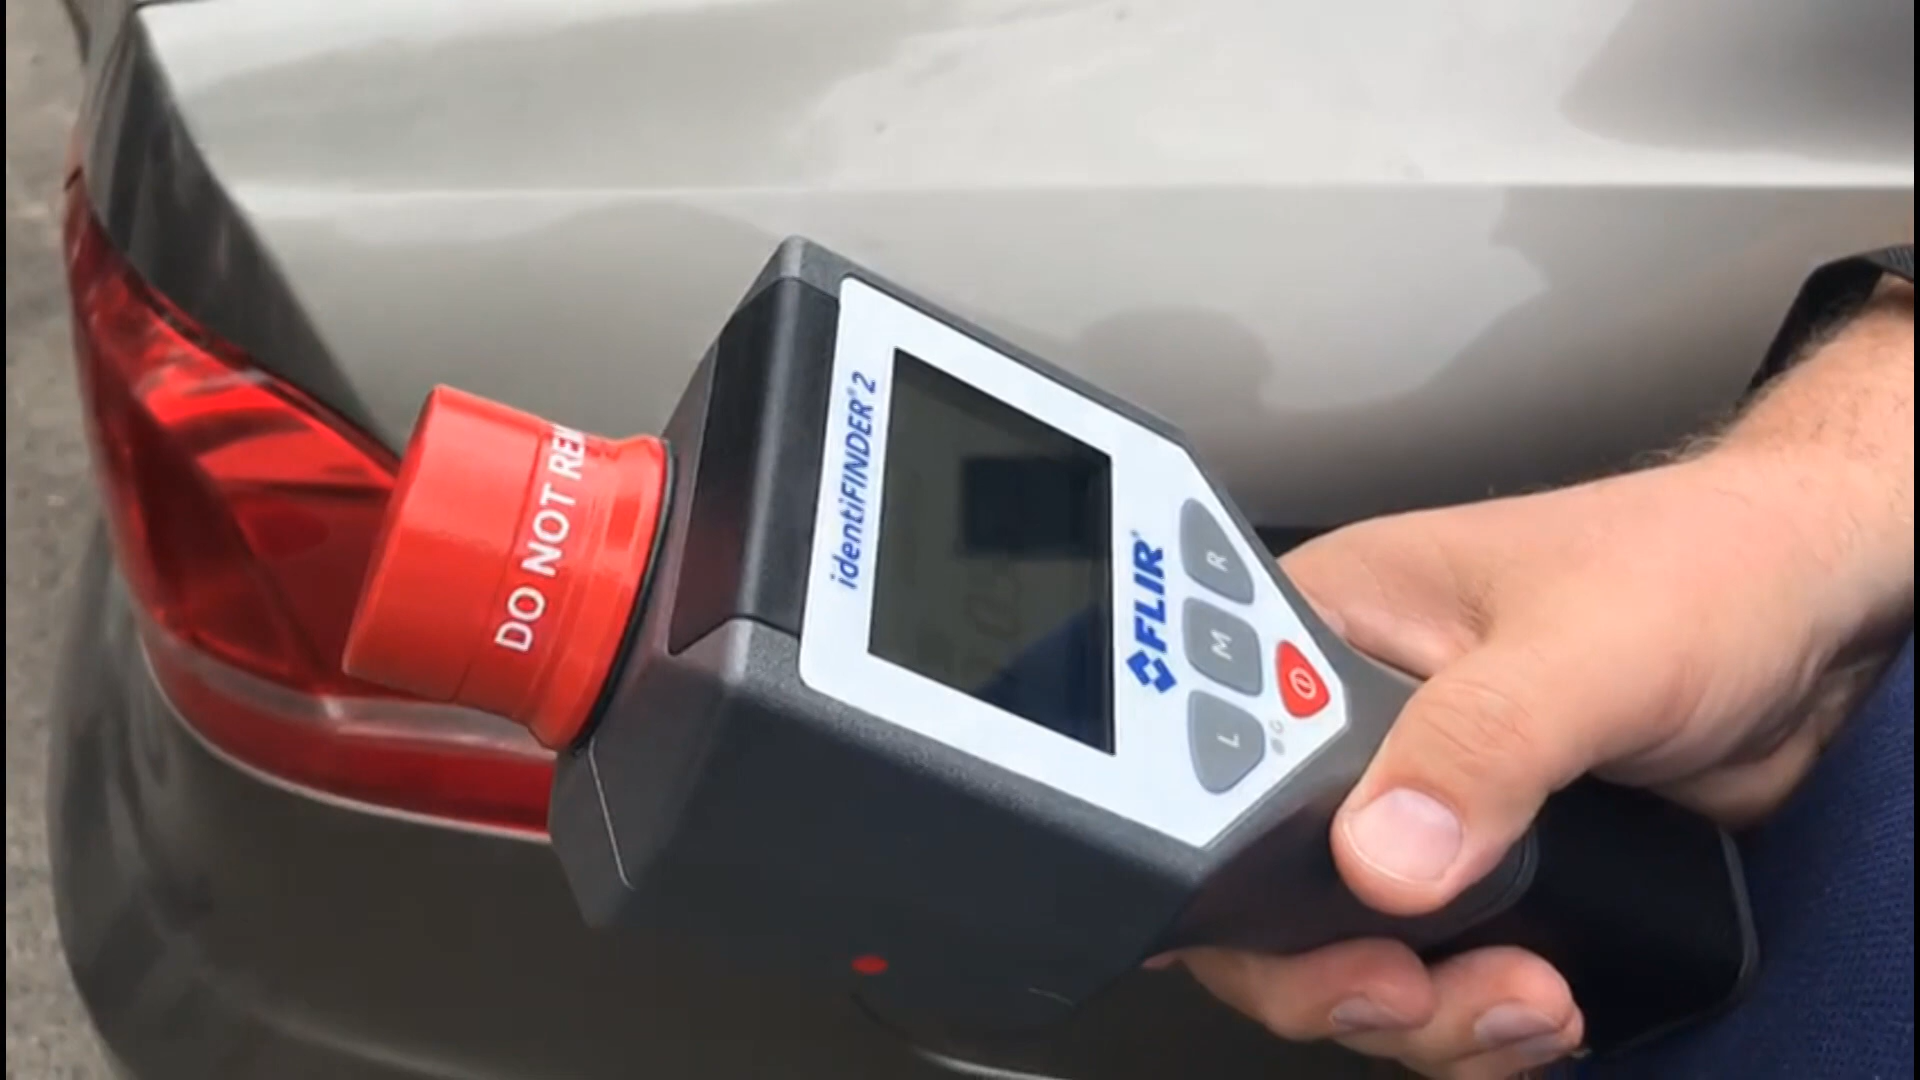 DO NOT RE
identiFINDER® 2
FLIR®
R
M
L